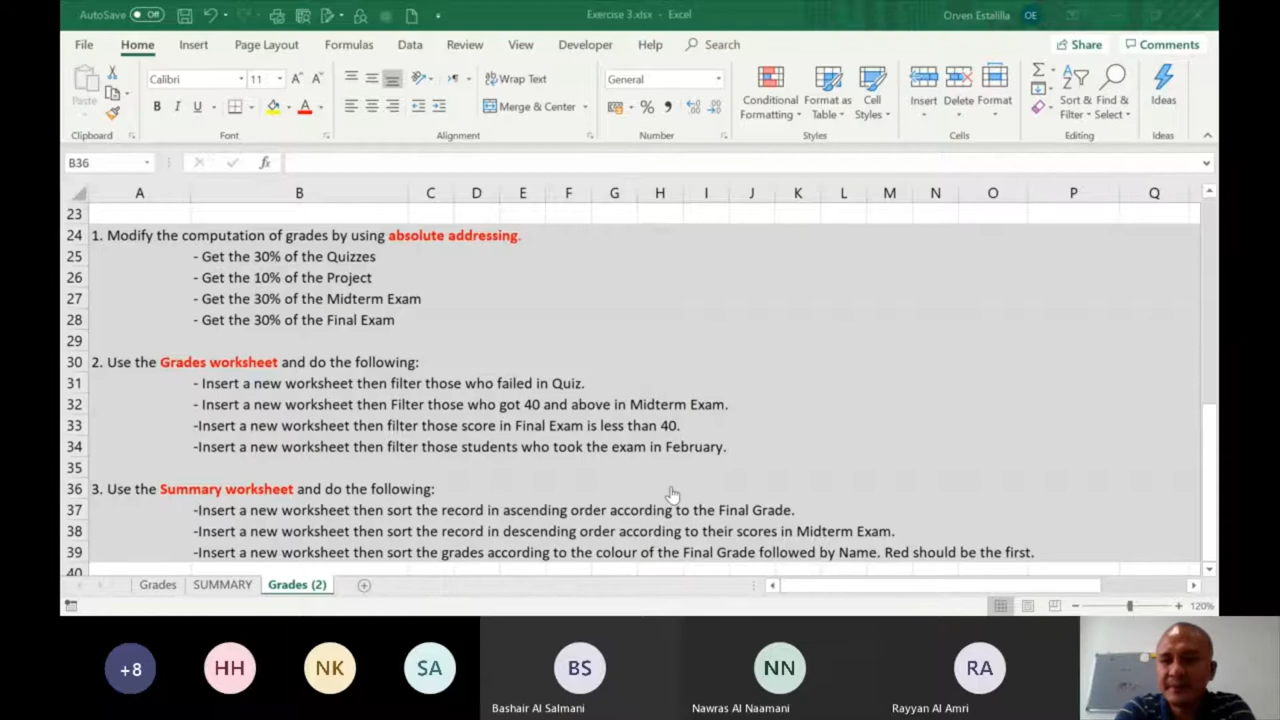 AutoSave Off
Exercise 3.xlsx - Excel
Orven Estalilla OE
File Home Insert Page Layout Formulas Data Review View Developer Help Search Share Comments
Paste
Calibri 11
B I U A
Wrap Text
Merge & Center
General
Conditional Formatting
Format as Table
Cell Styles
Insert Delete Format
Sort & Filter
Find & Select
Ideas
Clipboard Font Alignment Number Styles Cells Editing Ideas
B36 fx
A B C D E F G H I J K L M N O P Q
23
24 1. Modify the computation of grades by using absolute addressing.
25 - Get the 30% of the Quizzes
26 - Get the 10% of the Project
27 - Get the 30% of the Midterm Exam
28 - Get the 30% of the Final Exam
29
30 2. Use the Grades worksheet and do the following:
31 - Insert a new worksheet then filter those who failed in Quiz.
32 - Insert a new worksheet then Filter those who got 40 and above in Midterm Exam.
33 -Insert a new worksheet then filter those score in Final Exam is less than 40.
34 -Insert a new worksheet then filter those students who took the exam in February.
35
36 3. Use the Summary worksheet and do the following:
37 -Insert a new worksheet then sort the record in ascending order according to the Final Grade.
38 -Insert a new worksheet then sort the record in descending order according to their scores in Midterm Exam.
39 -Insert a new worksheet then sort the grades according to the colour of the Final Grade followed by Name. Red should be the first.
40
Grades SUMMARY Grades (2)
120%
+8 HH NK SA BS NN RA
Bashair Al Salmani Nawras Al Naamani Rayyan Al Amri